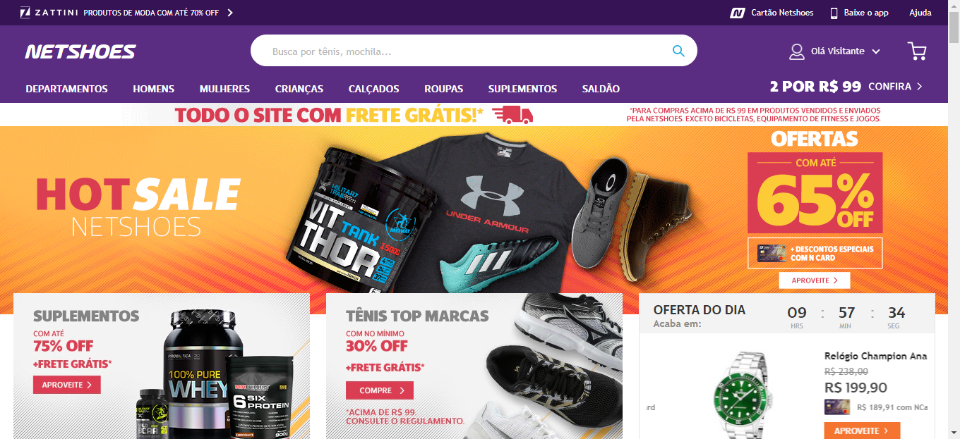 ZATTINI PRODUTOS DE MODA COM ATÉ 70% OFF
Cartão Netshoes
Baixe o app
Ajuda
NETSHOES
Busca por tênis, mochila...
Olá Visitante
DEPARTAMENTOS HOMENS MULHERES CRIANÇAS CALÇADOS ROUPAS SUPLEMENTOS SALDÃO
2 POR R$ 99 CONFIRA
TODO O SITE COM FRETE GRÁTIS!*
*PARA COMPRAS ACIMA DE R$ 99 EM PRODUTOS VENDIDOS E ENVIADOS
PELA NETSHOES. EXCETO BICICLETAS, EQUIPAMENTO DE FITNESS E JOGOS.
HOT SALE
NETSHOES
MILITARY
TRAIL
VIT
TANK
THOR
UNDER ARMOUR
OFERTAS
COM ATÉ
65%
OFF
+ DESCONTOS ESPECIAIS
COM N CARD
APROVEITE
SUPLEMENTOS
COM ATÉ
75% OFF
+FRETE GRÁTIS*
APROVEITE
100% PURE
WHEY
6 SIX
PROTEIN
TÊNIS TOP MARCAS
COM NO MÍNIMO
30% OFF
+FRETE GRÁTIS*
COMPRE
*ACIMA DE R$ 99.
CONSULTE O REGULAMENTO.
OFERTA DO DIA
Acaba em:
09 : 57 : 34
HRS MIN SEG
Relógio Champion Ana
R$ 238,00
R$ 199,90
R$ 189,91 com NCa
rd
APROVEITE